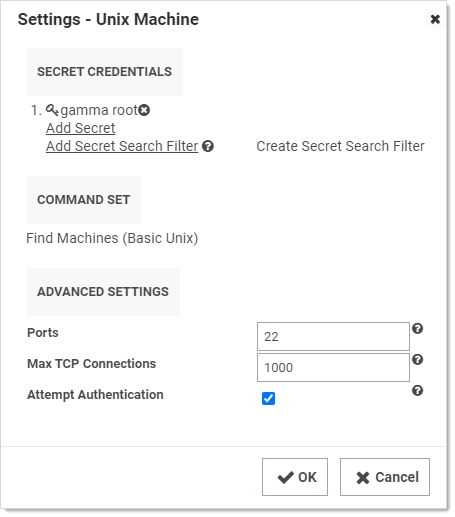 Settings - Unix Machine
SECRET CREDENTIALS
1. gamma root
Add Secret
Add Secret Search Filter Create Secret Search Filter
COMMAND SET
Find Machines (Basic Unix)
ADVANCED SETTINGS
Ports 22
Max TCP Connections 1000
Attempt Authentication
OK Cancel